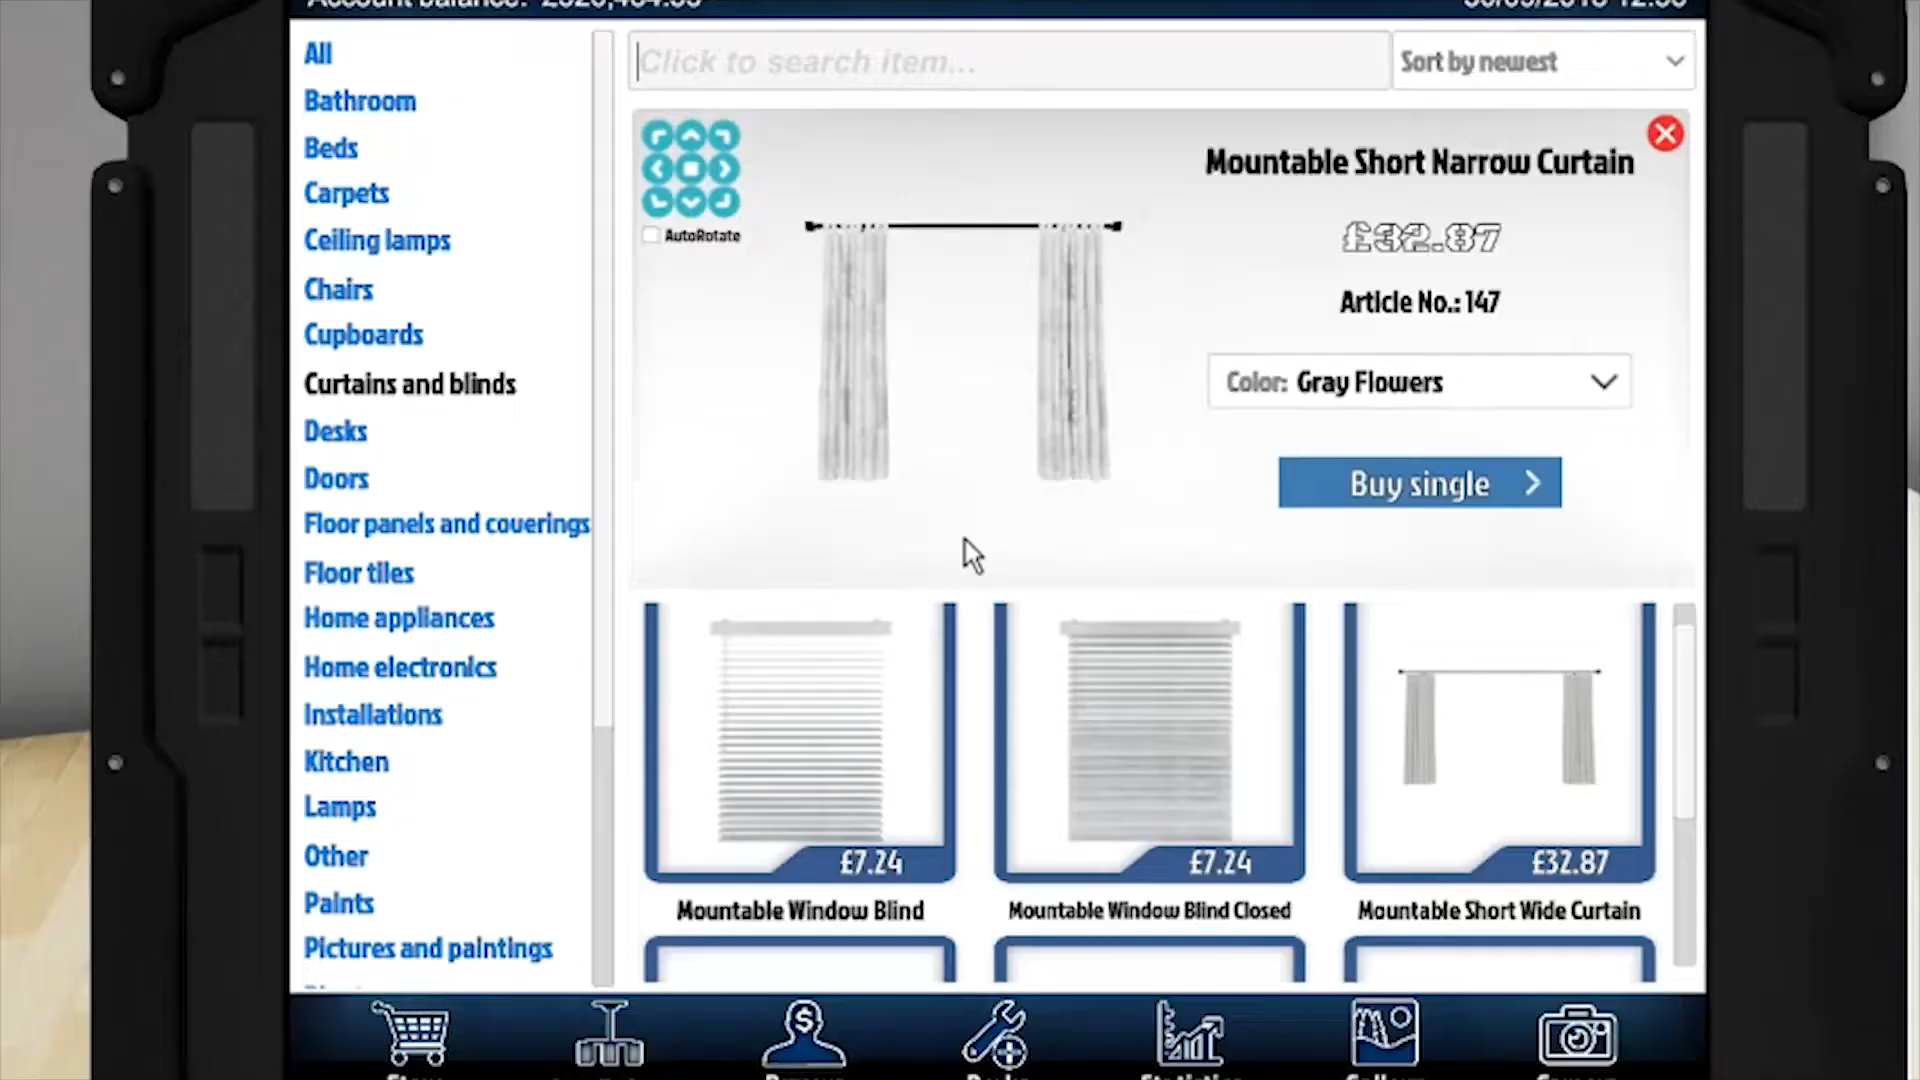 Account balance:
All
Bathroom
Beds
Carpets
Ceiling lamps
Chairs
Cupboards
Curtains and blinds
Desks
Doors
Floor panels and coverings
Floor tiles
Home appliances
Home electronics
Installations
Kitchen
Lamps
Other
Paints
Pictures and paintings
Click to search item...
Sort by newest
AutoRotate
Mountable Short Narrow Curtain
£32.87
Article No.: 147
Color: Gray Flowers
Buy single
£7.24
£7.24
£32.87
Mountable Window Blind
Mountable Window Blind Closed
Mountable Short Wide Curtain